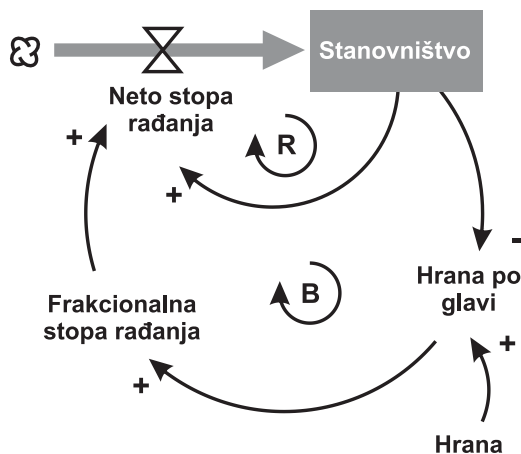 Stanovništvo
Neto stopa
rađanja
+
R
+
-
B
Hrana po
glavi
Frakcionalna
stopa rađanja
+
+
Hrana